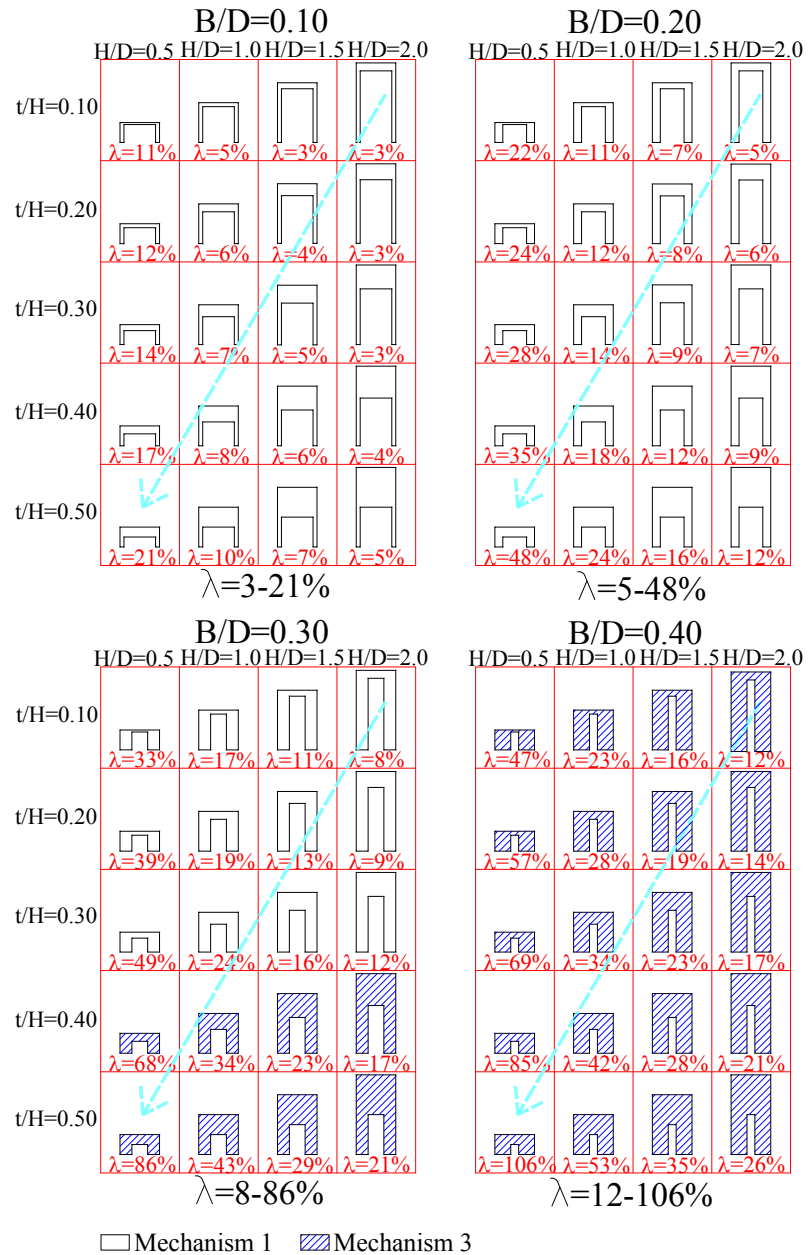 B/D=0.10
H/D=0.5 H/D=1.0 H/D=1.5 H/D=2.0
t/H=0.10
λ=11% λ=5% λ=3% λ=3%
t/H=0.20
λ=12% λ=6% λ=4% λ=3%
t/H=0.30
λ=14% λ=7% λ=5% λ=3%
t/H=0.40
λ=17% λ=8% λ=6% λ=4%
t/H=0.50
λ=21% λ=10% λ=7% λ=5%
λ=3-21%
B/D=0.20
H/D=0.5 H/D=1.0 H/D=1.5 H/D=2.0
λ=22% λ=11% λ=7% λ=5%
λ=24% λ=12% λ=8% λ=6%
λ=28% λ=14% λ=9% λ=7%
λ=35% λ=18% λ=12% λ=9%
λ=48% λ=24% λ=16% λ=12%
λ=5-48%
B/D=0.30
H/D=0.5 H/D=1.0 H/D=1.5 H/D=2.0
t/H=0.10
λ=33% λ=17% λ=11% λ=8%
t/H=0.20
λ=39% λ=19% λ=13% λ=9%
t/H=0.30
λ=49% λ=24% λ=16% λ=12%
t/H=0.40
λ=68% λ=34% λ=23% λ=17%
t/H=0.50
λ=86% λ=43% λ=29% λ=21%
λ=8-86%
B/D=0.40
H/D=0.5 H/D=1.0 H/D=1.5 H/D=2.0
λ=47% λ=23% λ=16% λ=12%
λ=57% λ=28% λ=19% λ=14%
λ=69% λ=34% λ=23% λ=17%
λ=85% λ=42% λ=28% λ=21%
λ=106% λ=53% λ=35% λ=26%
λ=12-106%
Mechanism 1 Mechanism 3